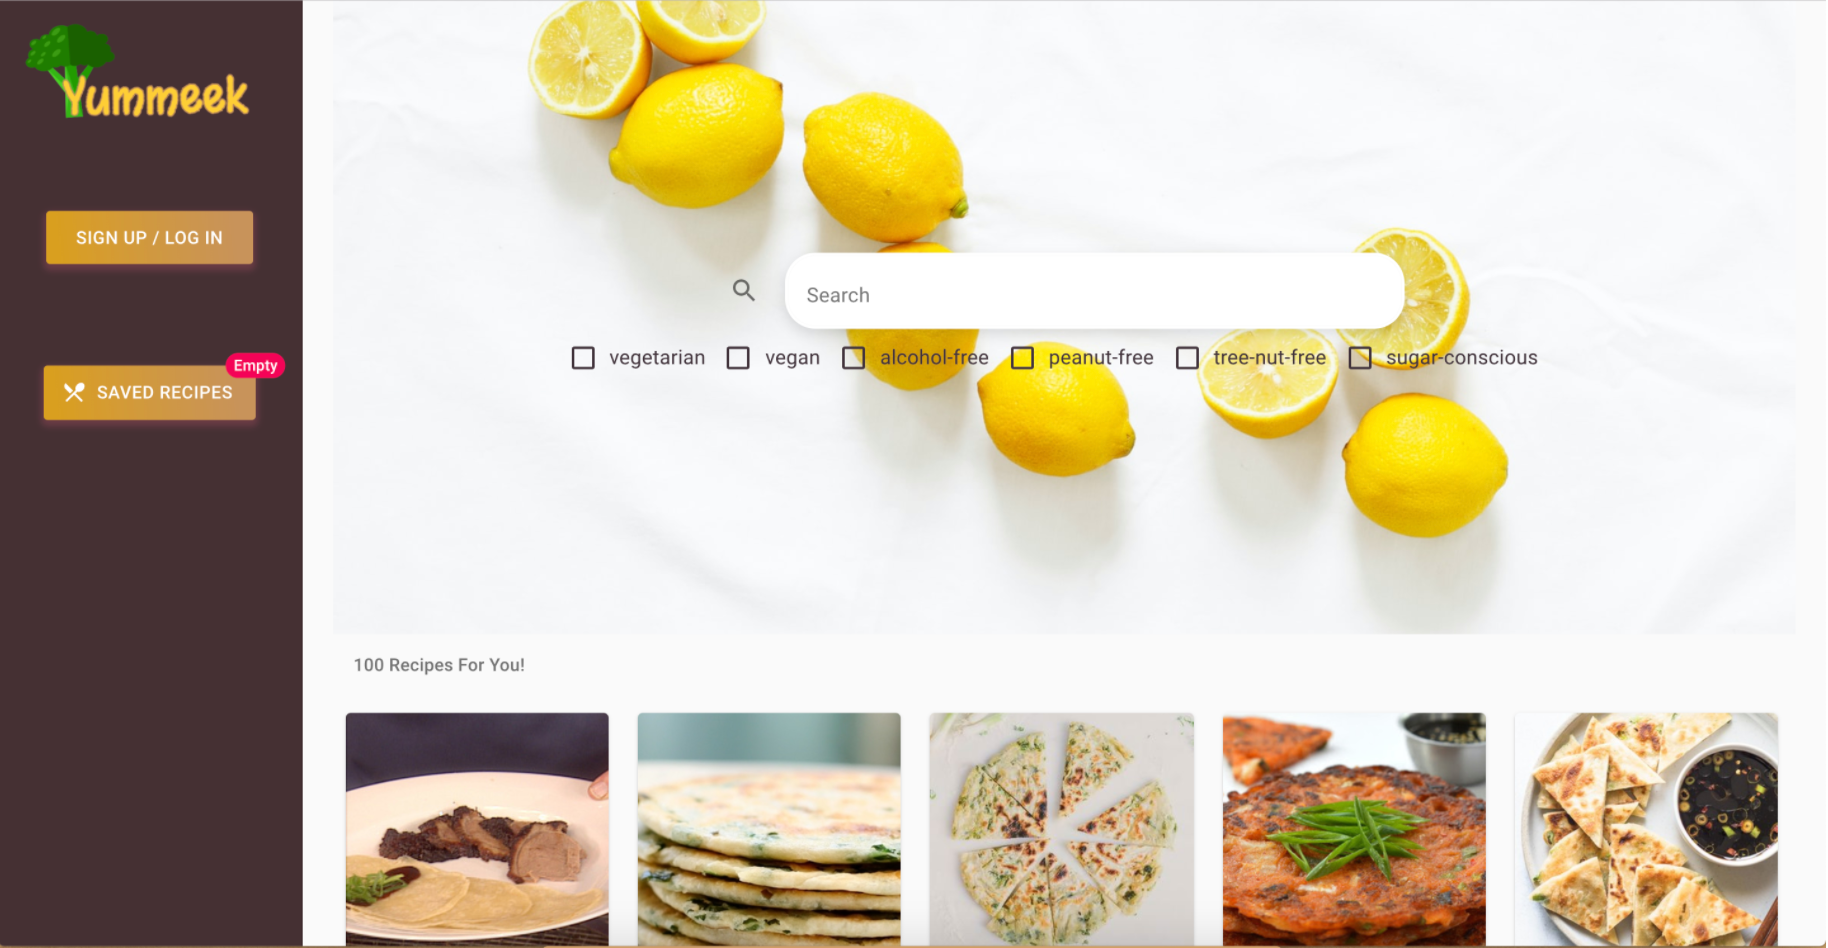 Yummeek
SIGN UP / LOG IN
Empty
SAVED RECIPES
Search
vegetarian vegan alcohol-free peanut-free tree-nut-free sugar-conscious
100 Recipes For You!